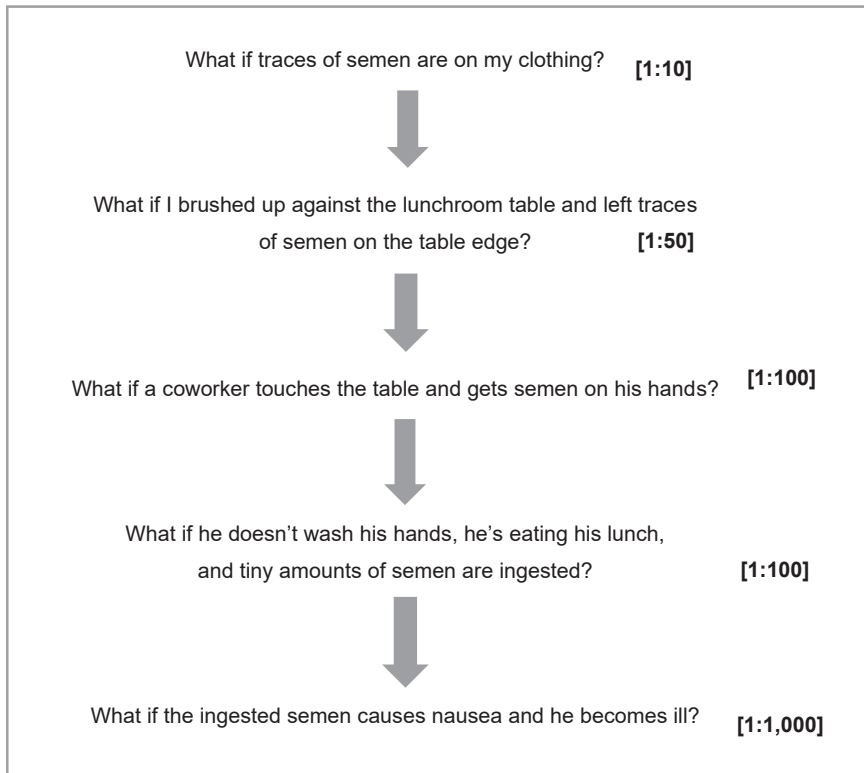 What if traces of semen are on my clothing? [1:10]
What if I brushed up against the lunchroom table and left traces
of semen on the table edge? [1:50]
What if a coworker touches the table and gets semen on his hands? [1:100]
What if he doesn’t wash his hands, he’s eating his lunch,
and tiny amounts of semen are ingested? [1:100]
What if the ingested semen causes nausea and he becomes ill? [1:1,000]